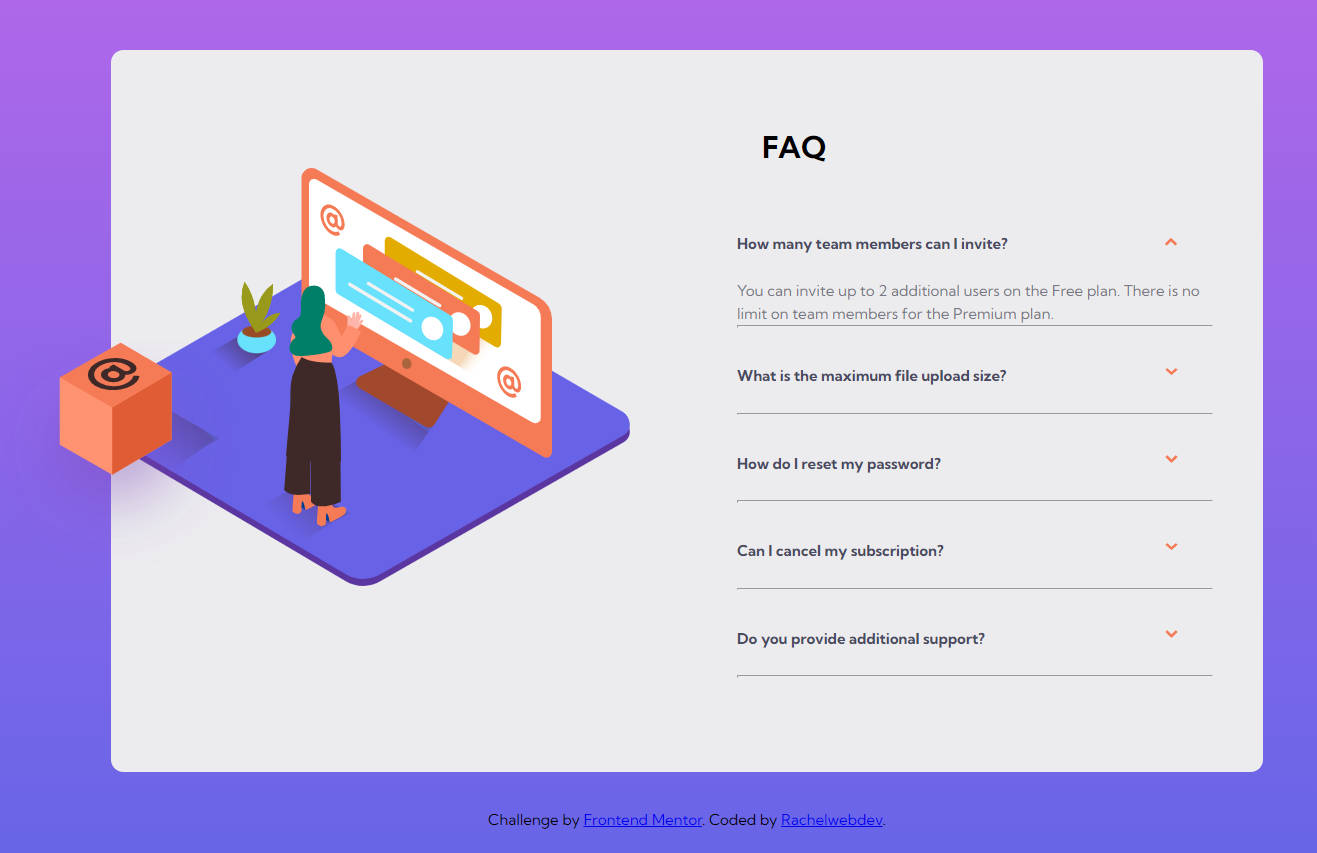 FAQ
How many team members can I invite?
You can invite up to 2 additional users on the Free plan. There is no
limit on team members for the Premium plan.
What is the maximum file upload size?
How do I reset my password?
Can I cancel my subscription?
Do you provide additional support?
@
@
@
Challenge by Frontend Mentor. Coded by Rachelwebdev.